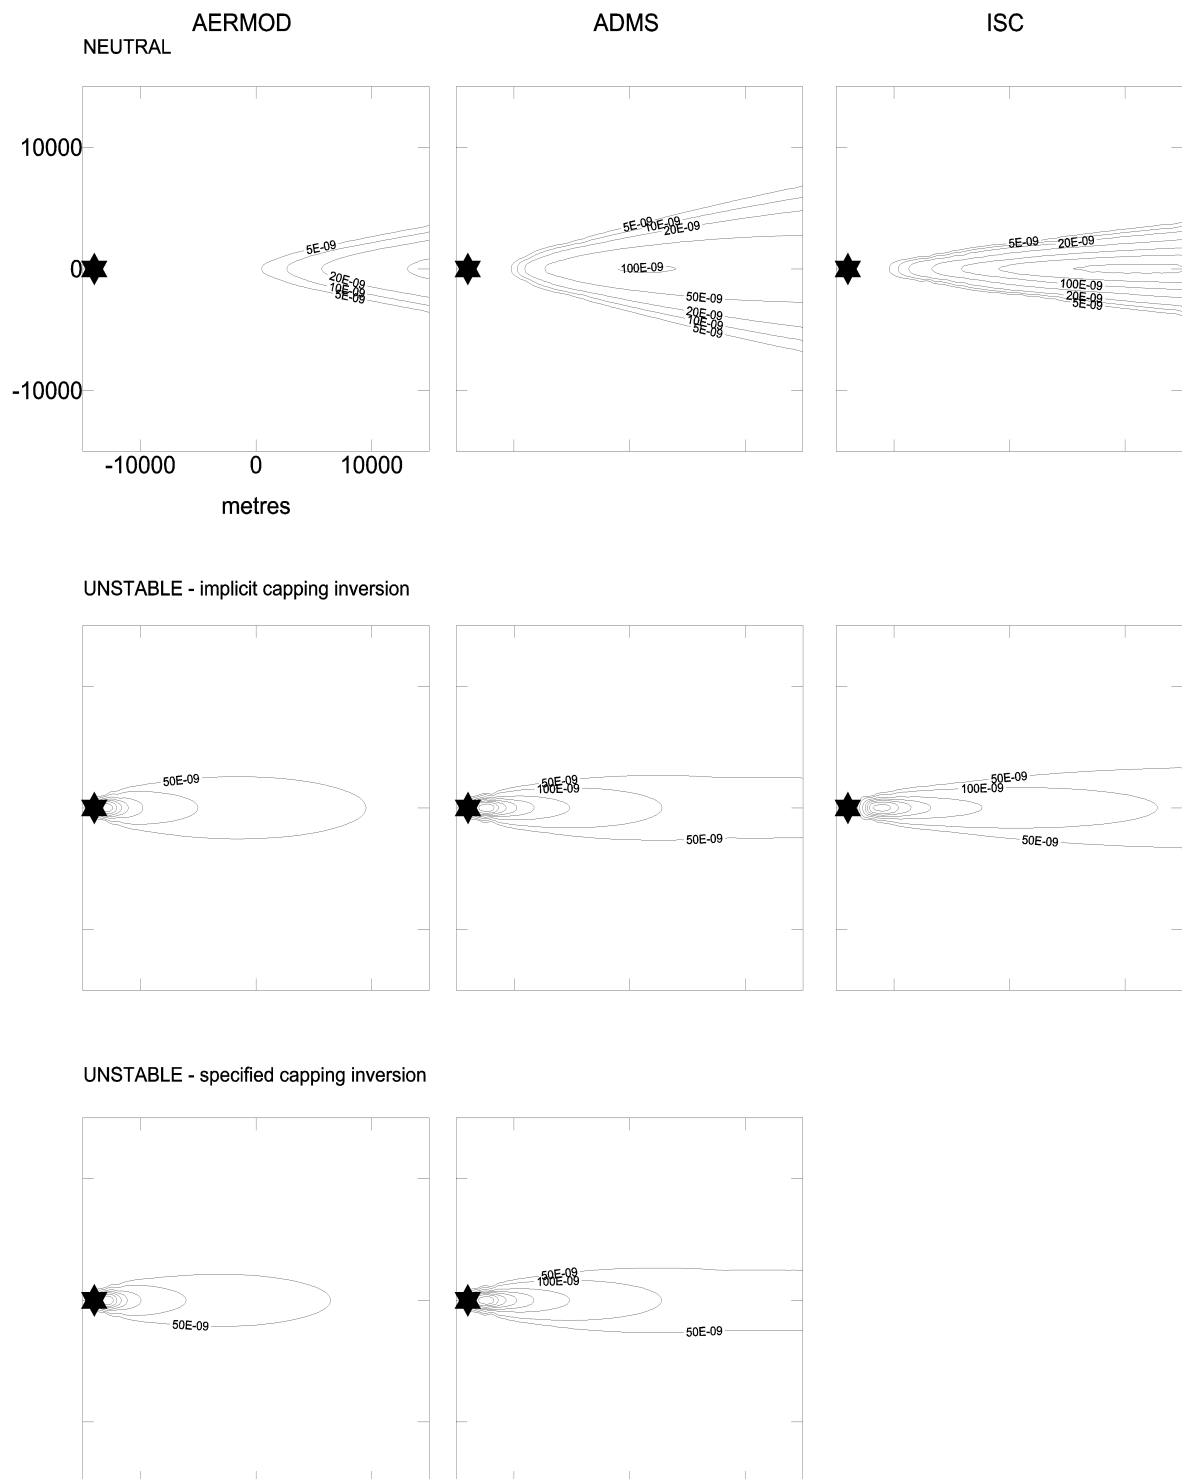 AERMOD ADMS ISC
NEUTRAL
10000
0
-10000
-10000 0 10000
metres
5E-09
20E-09
10E-09
5E-09
5E-09
10E-09
20E-09
100E-09
50E-09
20E-09
10E-09
5E-09
5E-09
20E-09
100E-09
20E-09
5E-09
UNSTABLE - implicit capping inversion
50E-09
50E-09
100E-09
50E-09
50E-09
100E-09
50E-09
UNSTABLE - specified capping inversion
50E-09
50E-09
100E-09
50E-09